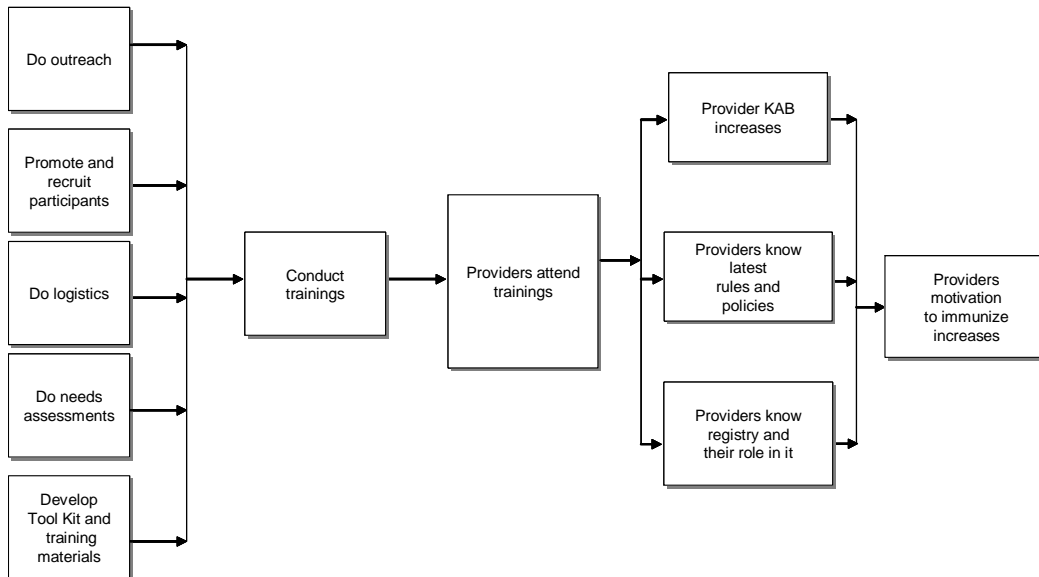 Do outreach
Promote and
recruit
participants
Do logistics
Do needs
assessments
Develop
Tool Kit and
training
materials
Conduct
trainings
Providers attend
trainings
Provider KAB
increases
Providers know
latest
rules and
policies
Providers know
registry and
their role in it
Providers
motivation
to immunize
increases